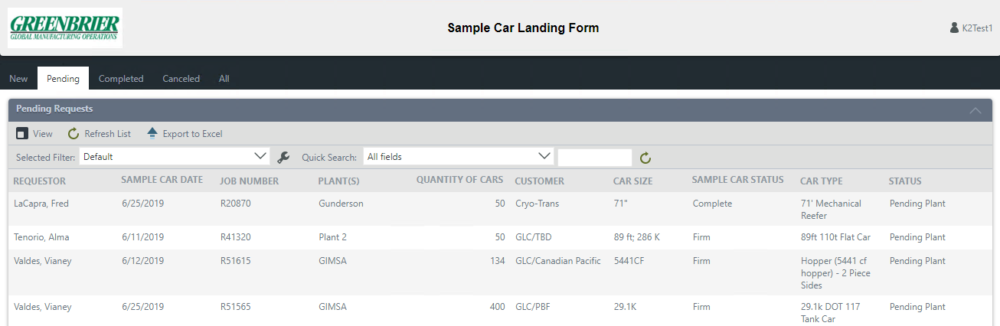 GREENBRIER
GLOBAL MANUFACTURING OPERATIONS
Sample Car Landing Form
K2Test1
New Pending Completed Canceled All
Pending Requests
View Refresh List Export to Excel
Selected Filter: Default Quick Search: All fields
REQUESTOR SAMPLE CAR DATE JOB NUMBER PLANT(S) QUANTITY OF CARS CUSTOMER CAR SIZE SAMPLE CAR STATUS CAR TYPE STATUS
LaCapra, Fred 6/25/2019 R20870 Gunderson 50 Cryo-Trans 71" Complete 71' Mechanical Pending Plant
Reefer
Tenorio, Alma 6/11/2019 R41320 Plant 2 50 GLC/TBD 89 ft; 286 K Firm 89ft 110t Flat Car Pending Plant
Valdes, Vianey 6/12/2019 R51615 GIMSA 134 GLC/Canadian Pacific 5441CF Firm Hopper (5441 cf Pending Plant
hopper) - 2 Piece
Sides
Valdes, Vianey 6/25/2019 R51565 GIMSA 400 GLC/PBF 29.1K Firm 29.1k DOT 117 Pending Plant
Tank Car